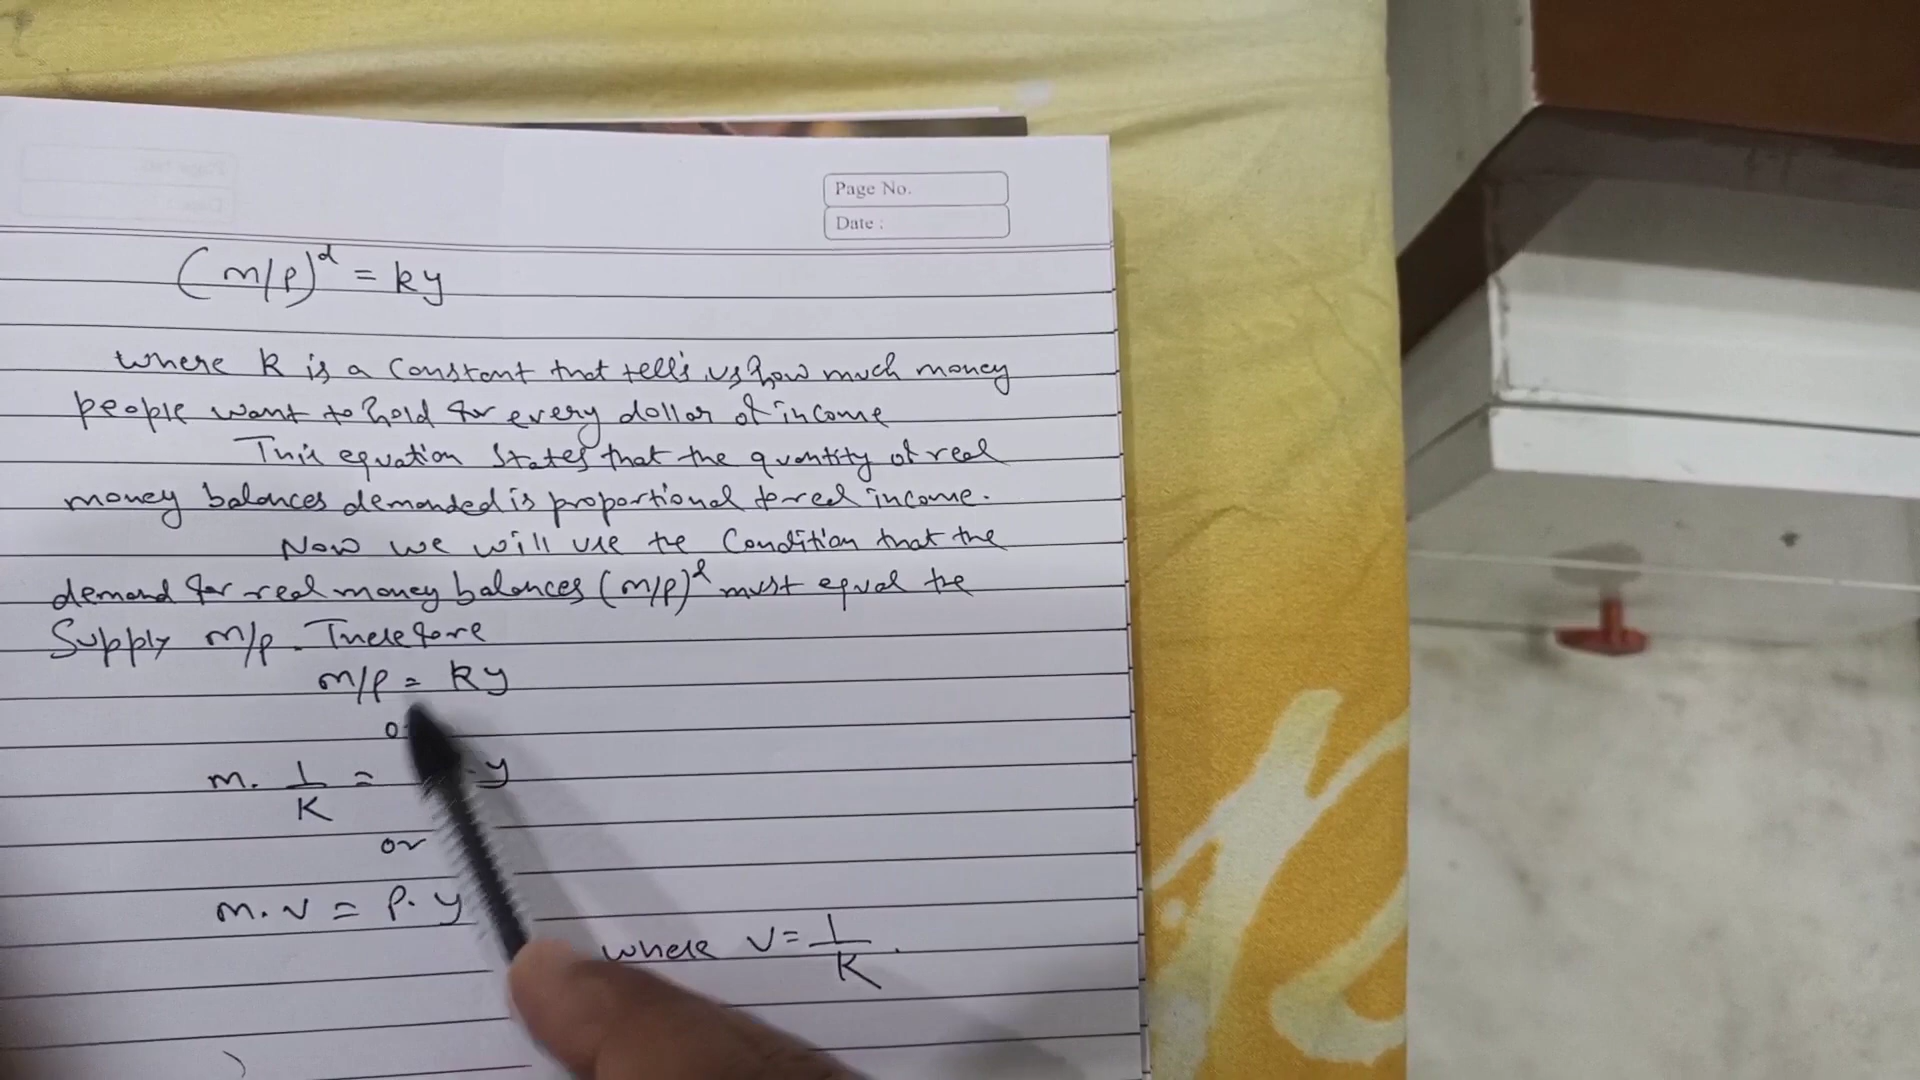 Page No.
Date :
(m/p)^d = ky
where k is a constant that tell's us how much money
people want to hold for every dollar of income
This equation states that the quantity of real
money balances demanded is proportional to real income.
Now we will use the condition that the
demand for real money balances (m/p)^d must equal the
Supply m/p. Therefore
m/p = ky
m. 1/K = . y
or
m. v = p. y
where v = 1/K.